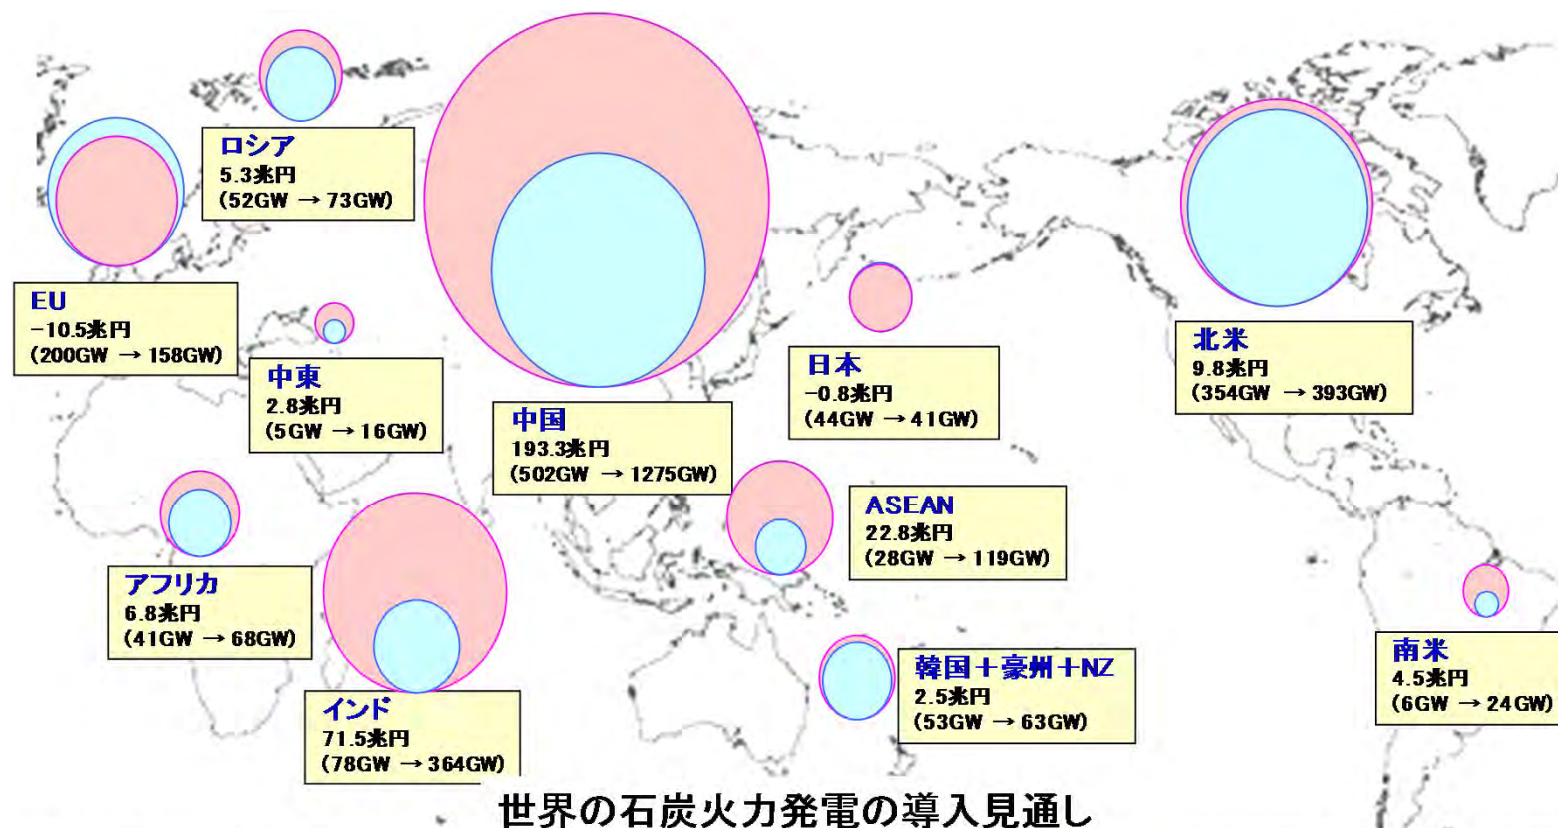 ロシア
5.3兆円
(52GW → 73GW)
EU
−10.5兆円
(200GW → 158GW)
中東
2.8兆円
(5GW → 16GW)
中国
193.3兆円
(502GW → 1275GW)
日本
−0.8兆円
(44GW → 41GW)
北米
9.8兆円
(354GW → 393GW)
アフリカ
6.8兆円
(41GW → 68GW)
インド
71.5兆円
(78GW → 364GW)
ASEAN
22.8兆円
(28GW → 119GW)
韓国＋豪州＋NZ
2.5兆円
(53GW → 63GW)
南米
4.5兆円
(6GW → 24GW)
世界の石炭火力発電の導入見通し